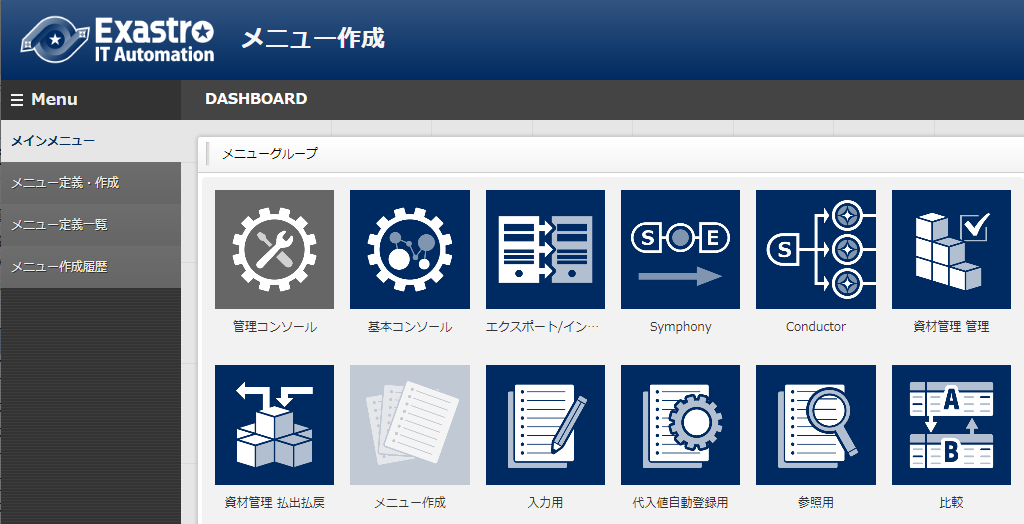 Exastro
IT Automation
メニュー作成
Menu
DASHBOARD
メインメニュー
メニュー定義・作成
メニュー定義一覧
メニュー作成履歴
メニューグループ
S E
S
管理コンソール
基本コンソール
エクスポート/イン…
Symphony
Conductor
資材管理 管理
A
B
資材管理 払出払戻
メニュー作成
入力用
代入値自動登録用
参照用
比較